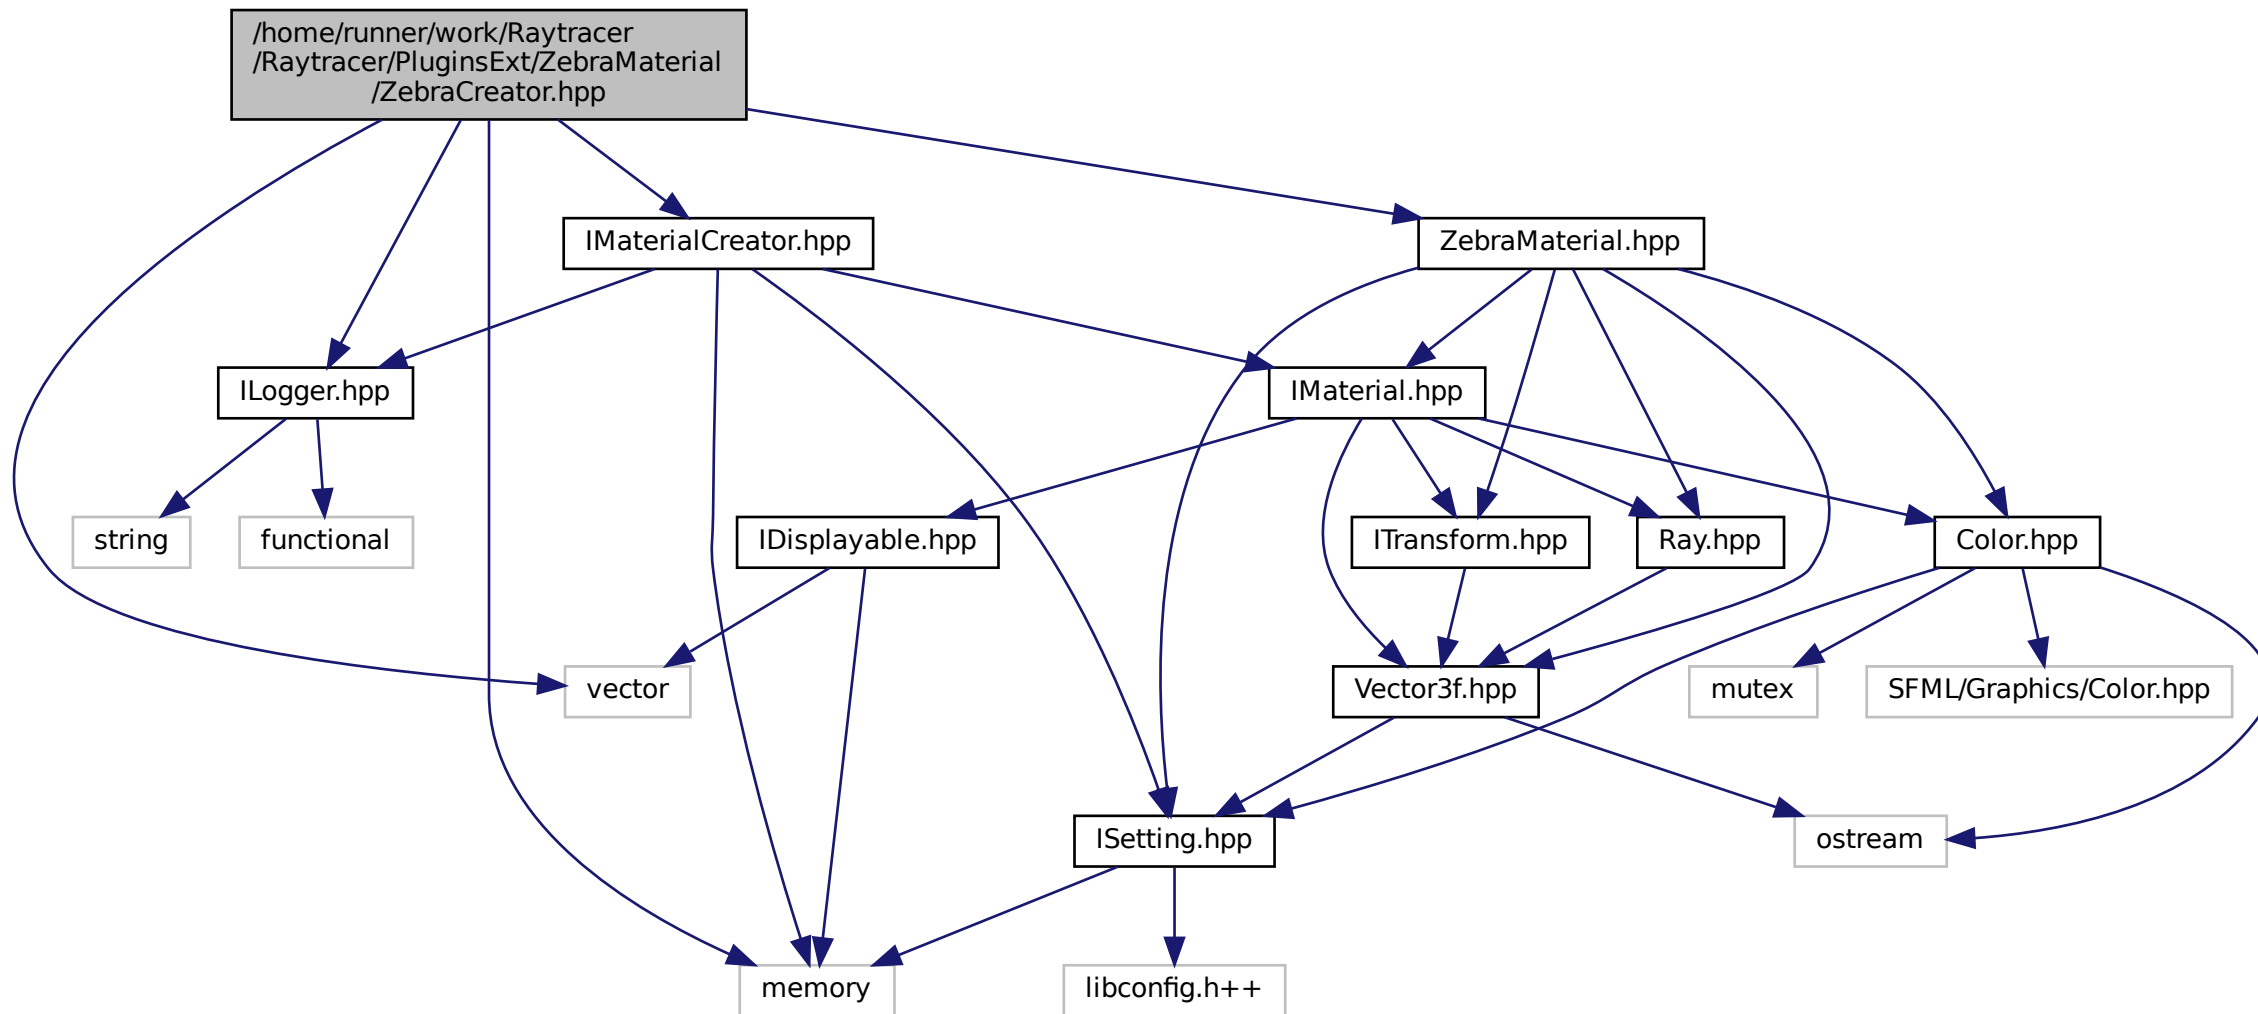 /home/runner/work/Raytracer
/Raytracer/PluginsExt/ZebraMaterial
/ZebraCreator.hpp
IMaterialCreator.hpp
ZebraMaterial.hpp
ILogger.hpp
IMaterial.hpp
string
functional
IDisplayable.hpp
ITransform.hpp
Ray.hpp
Color.hpp
vector
Vector3f.hpp
mutex
SFML/Graphics/Color.hpp
ISetting.hpp
ostream
memory
libconfig.h++